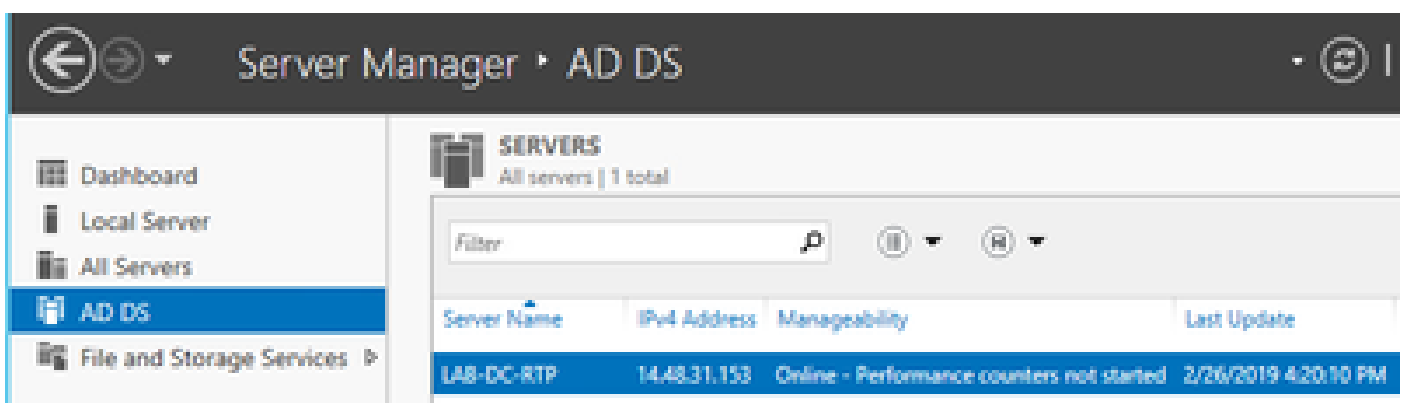 Server Manager ‣ AD DS
Dashboard
Local Server
All Servers
AD DS
File and Storage Services
SERVERS
All servers | 1 total
Filter
Server Name IPv4 Address Manageability Last Update
LAB-DC-RTP 14.48.31.153 Online - Performance counters not started 2/26/2019 4:20:10 PM